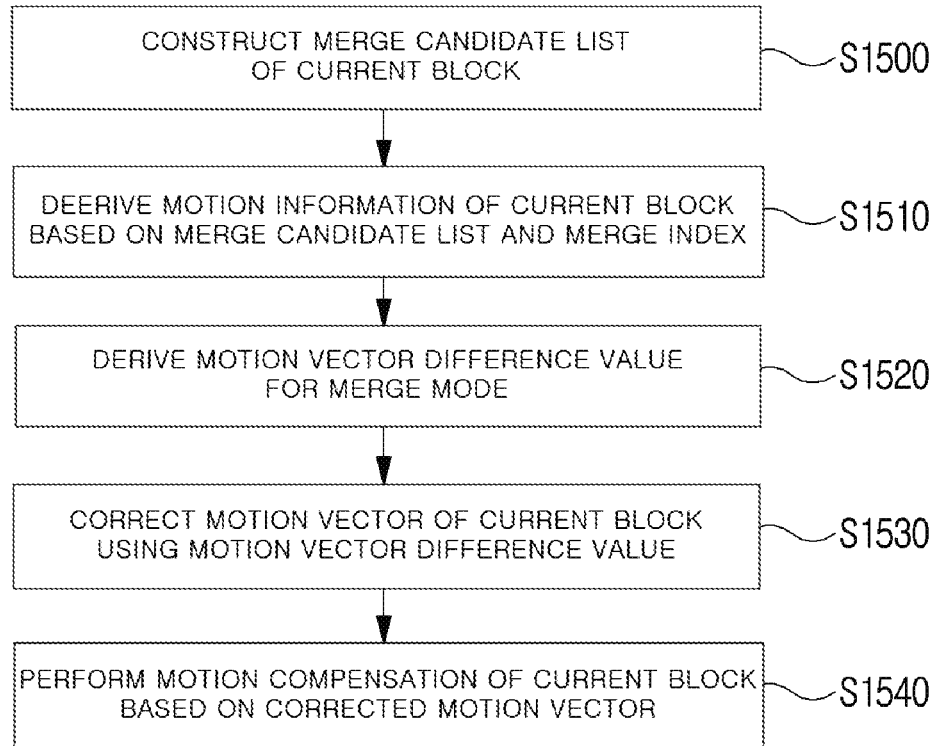 CONSTRUCT MERGE CANDIDATE LIST
OF CURRENT BLOCK
S1500
DEERIVE MOTION INFORMATION OF CURRENT BLOCK
BASED ON MERGE CANDIDATE LIST AND MERGE INDEX
S1510
DERIVE MOTION VECTOR DIFFERENCE VALUE
FOR MERGE MODE
S1520
CORRECT MOTION VECTOR OF CURRENT BLOCK
USING MOTION VECTOR DIFFERENCE VALUE
S1530
PERFORM MOTION COMPENSATION OF CURRENT BLOCK
BASED ON CORRECTED MOTION VECTOR
S1540